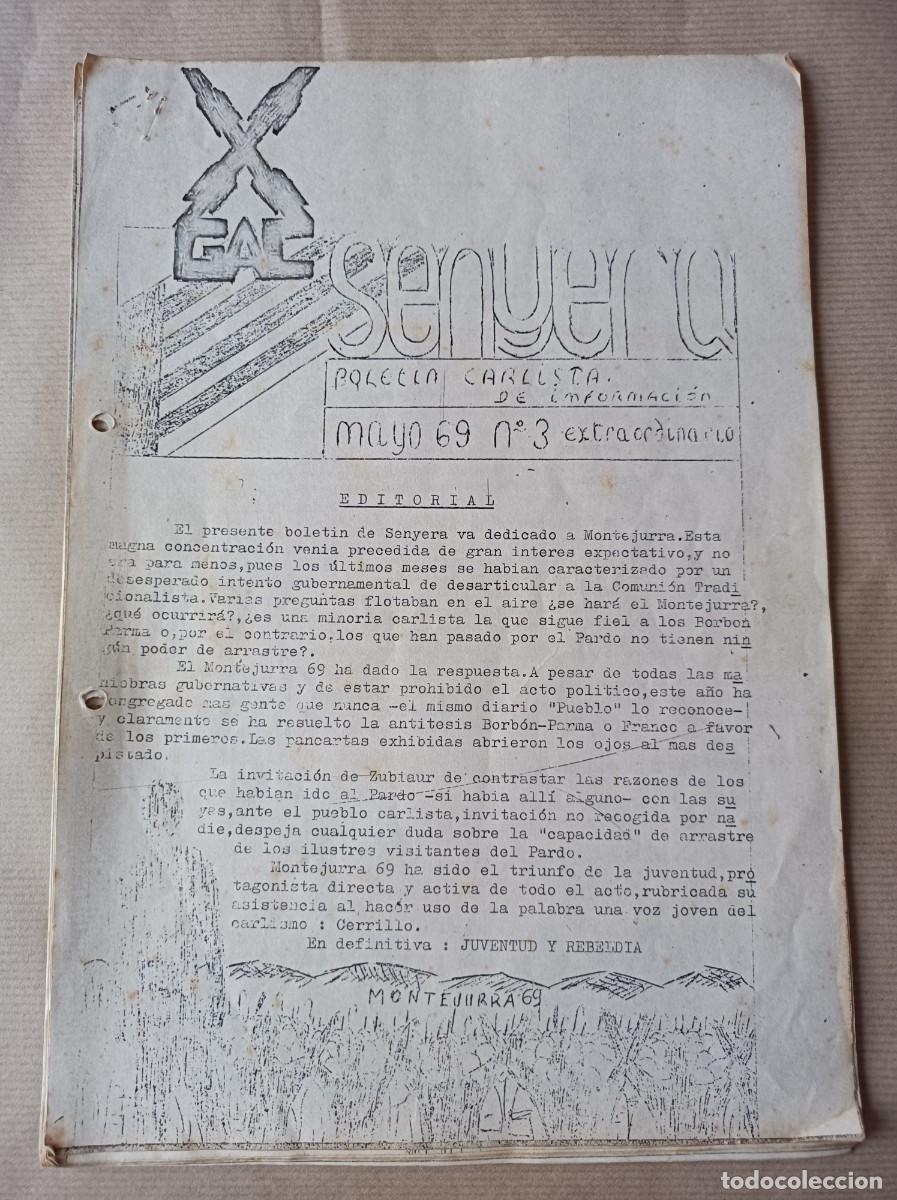 GAC
Senyera
BOLETIN CARLISTA.
DE INFORMACIÓN
mayo 69 nº 3 extraordinario
EDITORIAL
El presente boletin de Senyera va dedicado a Montejurra.Esta
magna concentración venia precedida de gran interes expectativo,y no
era para menos,pues los últimos meses se habian caracterizado por un
desesperado intento gubernamental de desarticular a la Comunión Tradi
cionalista.Varias preguntas flotaban en el aire ¿se hará el Montejurra?,
¿qué ocurrirá?,¿es una minoria carlista la que sigue fiel a los Borbón
Parma o,por el contrario,los que han pasado por el Pardo no tienen nin
gún poder de arrastre?.
El Montejurra 69 ha dado la respuesta.A pesar de todas las ma
niobras gubernativas y de estar prohibido el acto politico,este año ha
congregado mas gente que nunca -el mismo diario "Pueblo" lo reconoce-
y claramente se ha resuelto la antitesis Borbón-Parma o Franco a favor
de los primeros.Las pancartas exhibidas abrieron los ojos al mas des
pistado.
La invitación de Zubiaur de contrastar las razones de los
que habian ido al Pardo -si habia allí alguno- con las su
yas,ante el pueblo carlista,invitación no recogida por na
die,despeja cualquier duda sobre la "capacidad" de arrastre
de los ilustres visitantes del Pardo.
Montejurra 69 ha sido el triunfo de la juventud,pro
tagonista directa y activa de todo el acto,rubricada su
asistencia al hacer uso de la palabra una voz joven del
carlismo : Cerrillo.
En definitiva : JUVENTUD Y REBELDIA
MONTEJURRA 69
todocoleccion